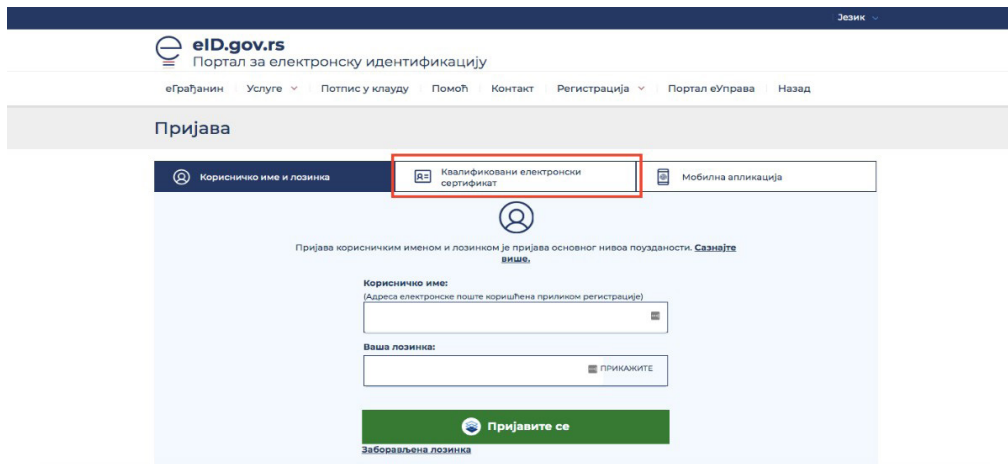 Језик
eID.gov.rs
Портал за електронску идентификацију
еГрађанин Услуге Потпис у клауду Помоћ Контакт Регистрација Портал еУправа Назад
Пријава
Корисничко име и лозинка
Квалификовани електронски
сертификат
Мобилна апликација
Пријава корисничким именом и лозинком је пријава основног нивоа поузданости. Сазнајте
више.
Корисничко име:
(Адреса електронске поште коришћена приликом регистрације)
Ваша лозинка:
ПРИКАЖИТЕ
Пријавите се
Заборављена лозинка